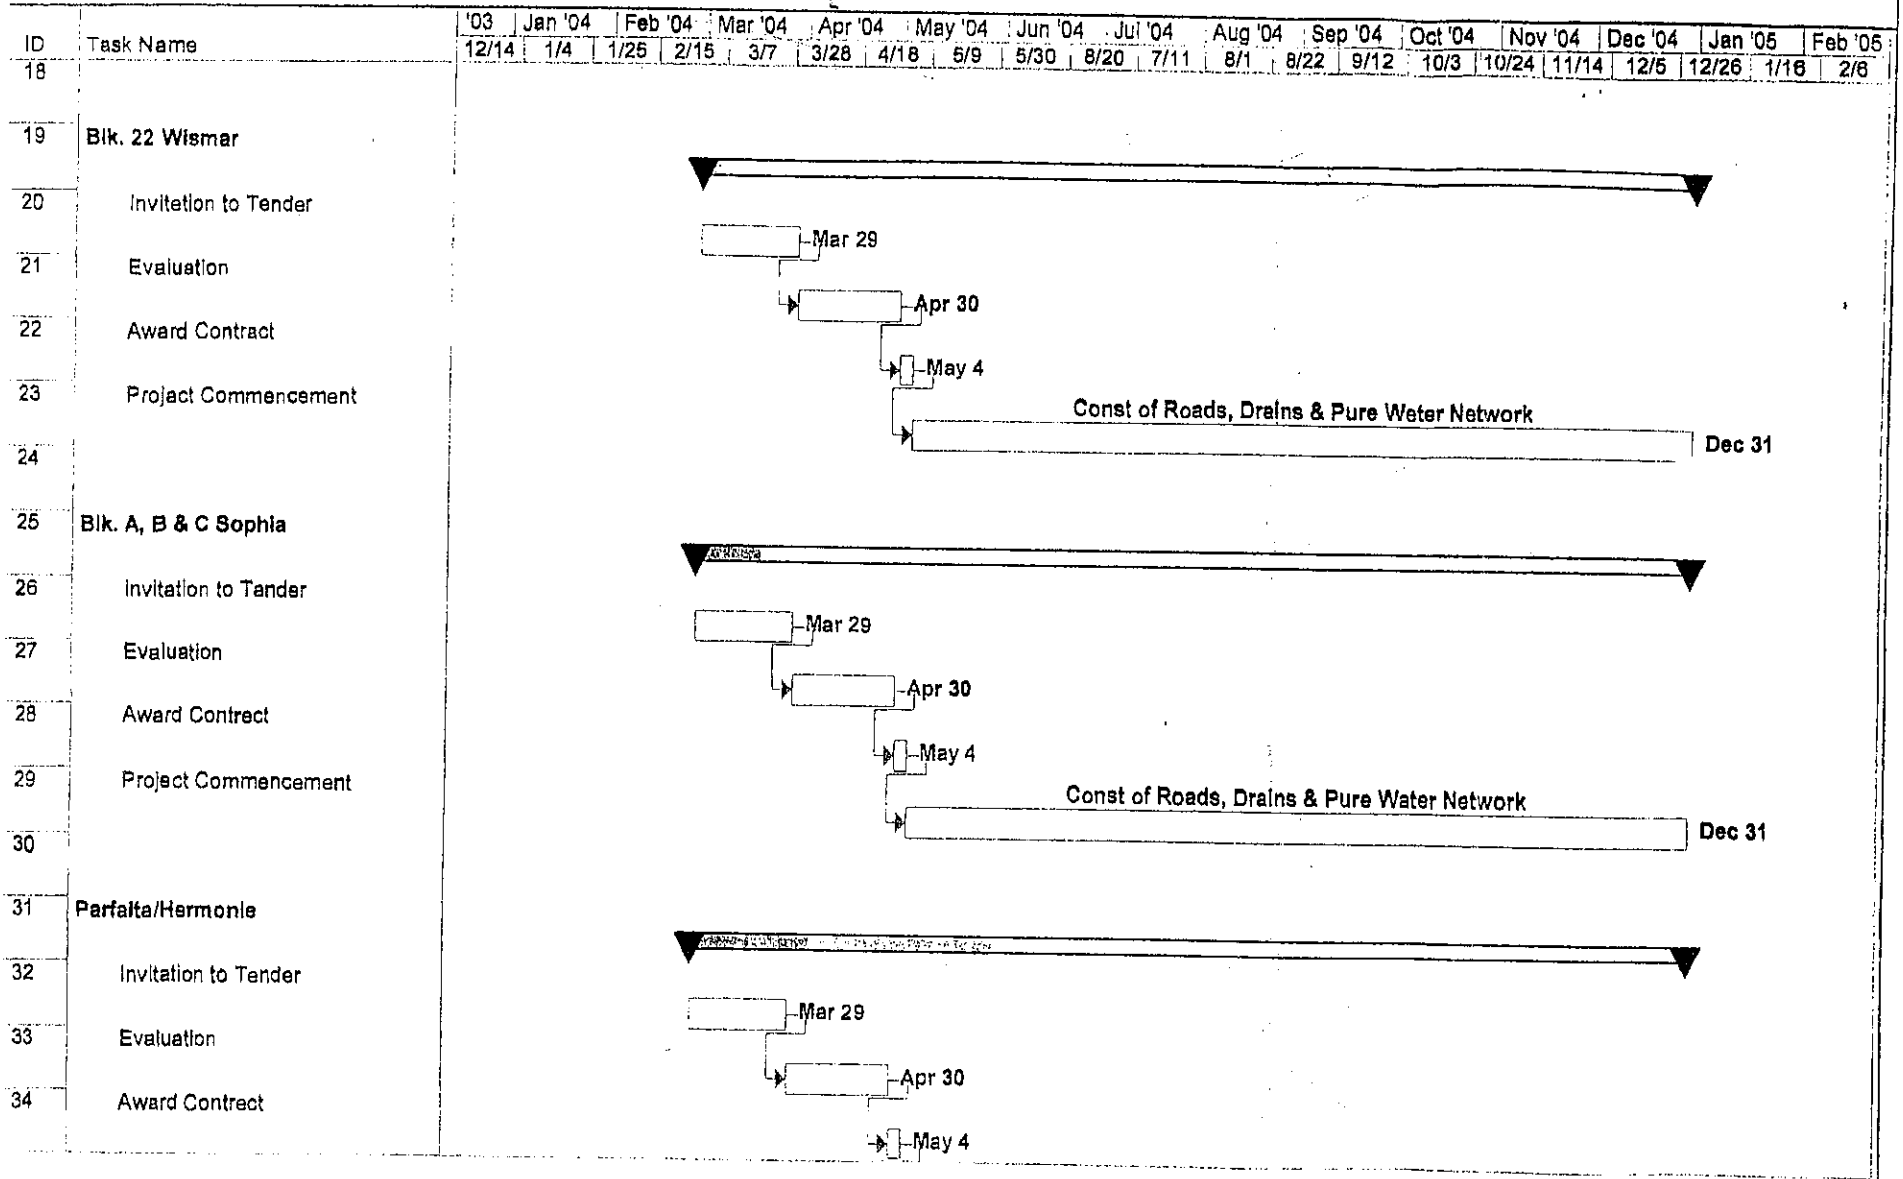 '03 Jan '04 Feb '04 Mar '04 Apr '04 May '04 Jun '04 Jul '04 Aug '04 Sep '04 Oct '04 Nov '04 Dec '04 Jan '05 Feb '05
ID Task Name 12/14 1/4 1/25 2/15 3/7 3/28 4/18 5/9 5/30 8/20 7/11 8/1 8/22 9/12 10/3 10/24 11/14 12/5 12/26 1/16 2/6
18
19 Blk. 22 Wismar
20 Invitetion to Tender
Mar 29
21 Evaluation
Apr 30
22 Award Contract
May 4
23 Project Commencement
Const of Roads, Drains & Pure Weter Network
Dec 31
24
25 Blk. A, B & C Sophia
26 Invitation to Tander
Mar 29
27 Evaluation
Apr 30
28 Award Contrect
May 4
29 Project Commencement
Const of Roads, Drains & Pure Water Network
Dec 31
30
31 Parfaita/Hermonie
32 Invitation to Tender
Mar 29
33 Evaluation
Apr 30
34 Award Contrect
May 4